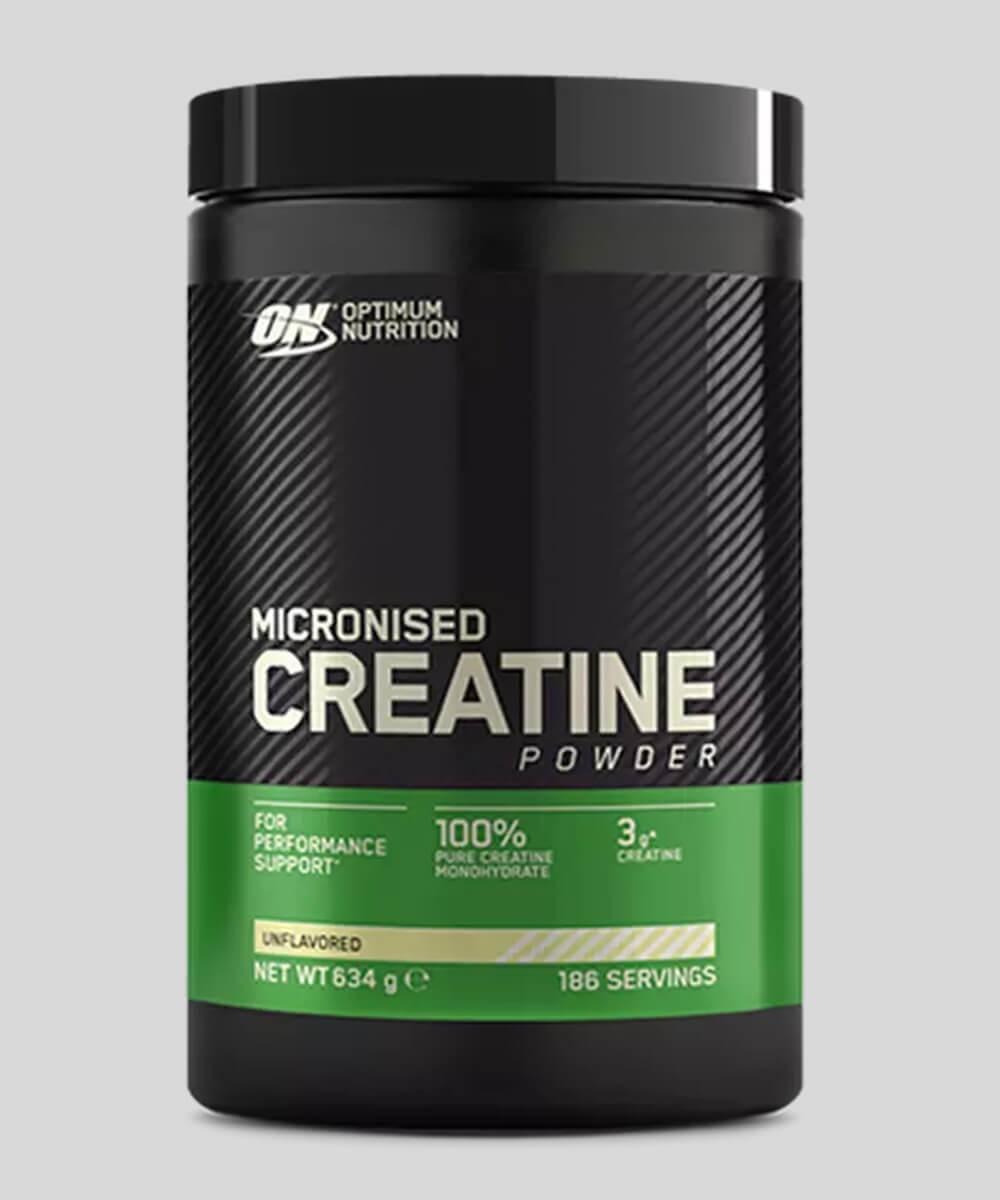 ON OPTIMUM
NUTRITION
MICRONISED
CREATINE
POWDER
FOR
PERFORMANCE
SUPPORT
100%
PURE CREATINE
MONOHYDRATE
3g*
CREATINE
UNFLAVORED
NET WT 634 g ℮
186 SERVINGS